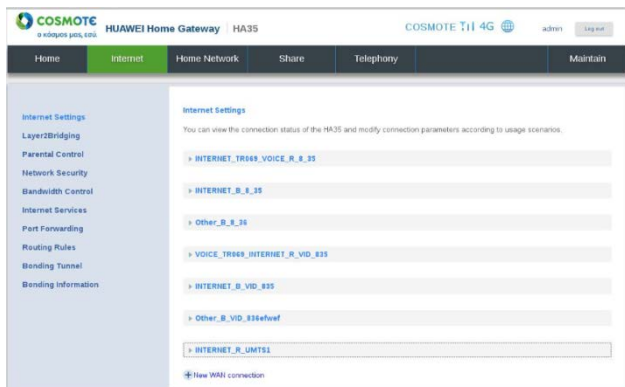 COSMOTE
ο κόσμος μας, εσύ.
HUAWEI Home Gateway HA35
COSMOTE 4G
admin
Log out
Home
Internet
Home Network
Share
Telephony
Maintain
Internet Settings
Layer2Bridging
Parental Control
Network Security
Bandwidth Control
Internet Services
Port Forwarding
Routing Rules
Bonding Tunnel
Bonding Information
Internet Settings
You can view the connection status of the HA35 and modify connection parameters according to usage scenarios.
INTERNET_TR069_VOICE_R_8_35
INTERNET_B_8_35
Other_B_8_36
VOICE_TR069_INTERNET_R_VID_835
INTERNET_B_VID_835
Other_B_VID_836efwef
INTERNET_R_UMTS1
New WAN connection